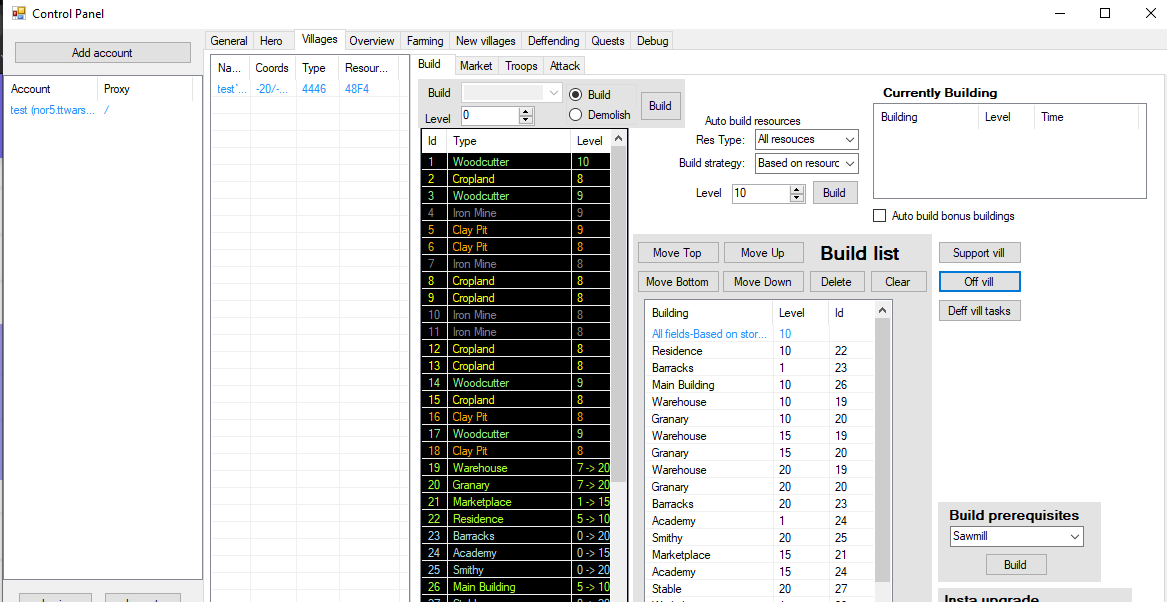 Control Panel
Add account
Account Proxy
test (nor5.ttwars... /
General Hero Villages Overview Farming New villages Deffending Quests Debug
Na... Coords Type Resour...
test`... -20/-... 4446 48F4
Build Market Troops Attack
Build
Level 0
Build
Demolish
Build
Id Type Level
1 Woodcutter 10
2 Cropland 8
3 Woodcutter 9
4 Iron Mine 9
5 Clay Pit 9
6 Clay Pit 8
7 Iron Mine 8
8 Cropland 8
9 Cropland 8
10 Iron Mine 8
11 Iron Mine 8
12 Cropland 8
13 Cropland 8
14 Woodcutter 9
15 Cropland 8
16 Clay Pit 8
17 Woodcutter 9
18 Clay Pit 8
19 Warehouse 7 -> 20
20 Granary 7 -> 20
21 Marketplace 1 -> 15
22 Residence 5 -> 10
23 Barracks 0 -> 20
24 Academy 0 -> 15
25 Smithy 0 -> 20
26 Main Building 5 -> 10
Auto build resources
Res Type: All resouces
Build strategy: Based on resourc
Level 10 Build
Currently Building
Building Level Time
Auto build bonus buildings
Move Top Move Up Build list
Move Bottom Move Down Delete Clear
Building Level Id
All fields-Based on stor... 10
Residence 10 22
Barracks 1 23
Main Building 10 26
Warehouse 10 19
Granary 10 20
Warehouse 15 19
Granary 15 20
Warehouse 20 19
Granary 20 20
Barracks 20 23
Academy 1 24
Smithy 20 25
Marketplace 15 21
Academy 15 24
Stable 20 27
Support vill
Off vill
Deff vill tasks
Build prerequisites
Sawmill
Build
Insta upgrade